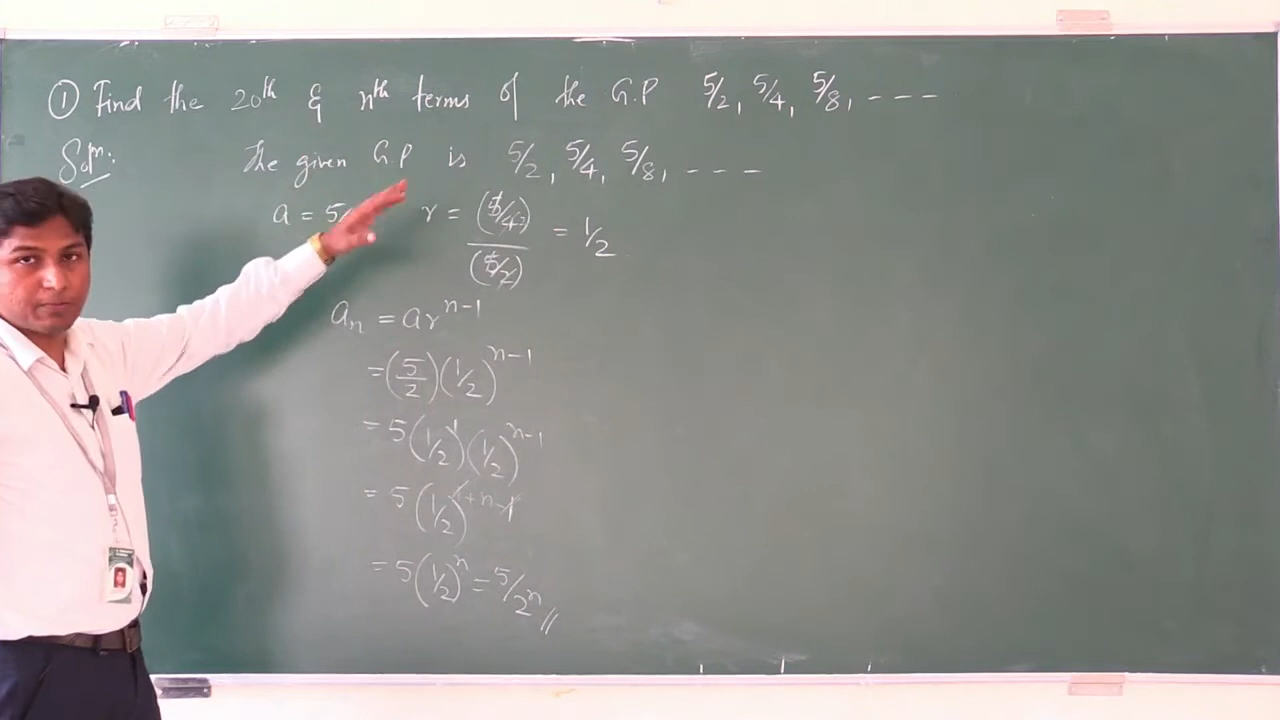 ① Find the 20th & nth terms of the G.P 5/2, 5/4, 5/8, ---
Soln: The given G.P is 5/2, 5/4, 5/8, ---
a = 5/ r = (5/4)/(5/2) = 1/2
aₙ = ar^(n-1)
= (5/2)(1/2)^(n-1)
= 5(1/2)^1(1/2)^(n-1)
= 5(1/2)^(1+n-1)
= 5(1/2)^n = 5/2^n //